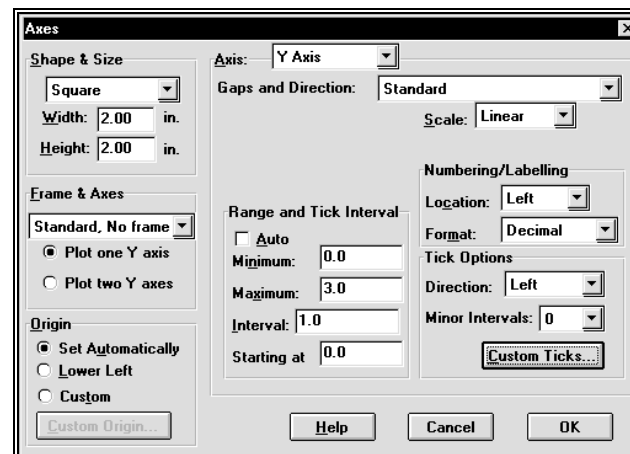 Axes
Shape & Size
Square
Width: 2.00 in.
Height: 2.00 in.
Frame & Axes
Standard, No frame
Plot one Y axis
Plot two Y axes
Origin
Set Automatically
Lower Left
Custom
Custom Origin...
Axis: Y Axis
Gaps and Direction: Standard
Scale: Linear
Range and Tick Interval
Auto
Minimum: 0.0
Maximum: 3.0
Interval: 1.0
Starting at 0.0
Numbering/Labelling
Location: Left
Format: Decimal
Tick Options
Direction: Left
Minor Intervals: 0
Custom Ticks...
Help Cancel OK